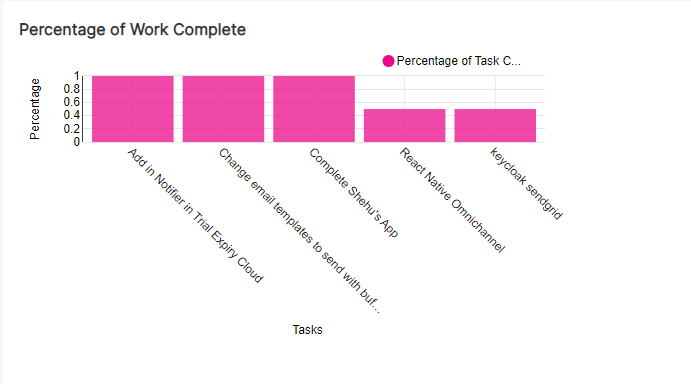 Percentage of Work Complete
Percentage of Task C...
Percentage
1
0.8
0.6
0.4
0.2
0
Add in Notifier in Trial Expiry Cloud
Change email templates to send with buf...
Complete Shehu's App
React Native Omnichannel
keycloak sendgrid
Tasks